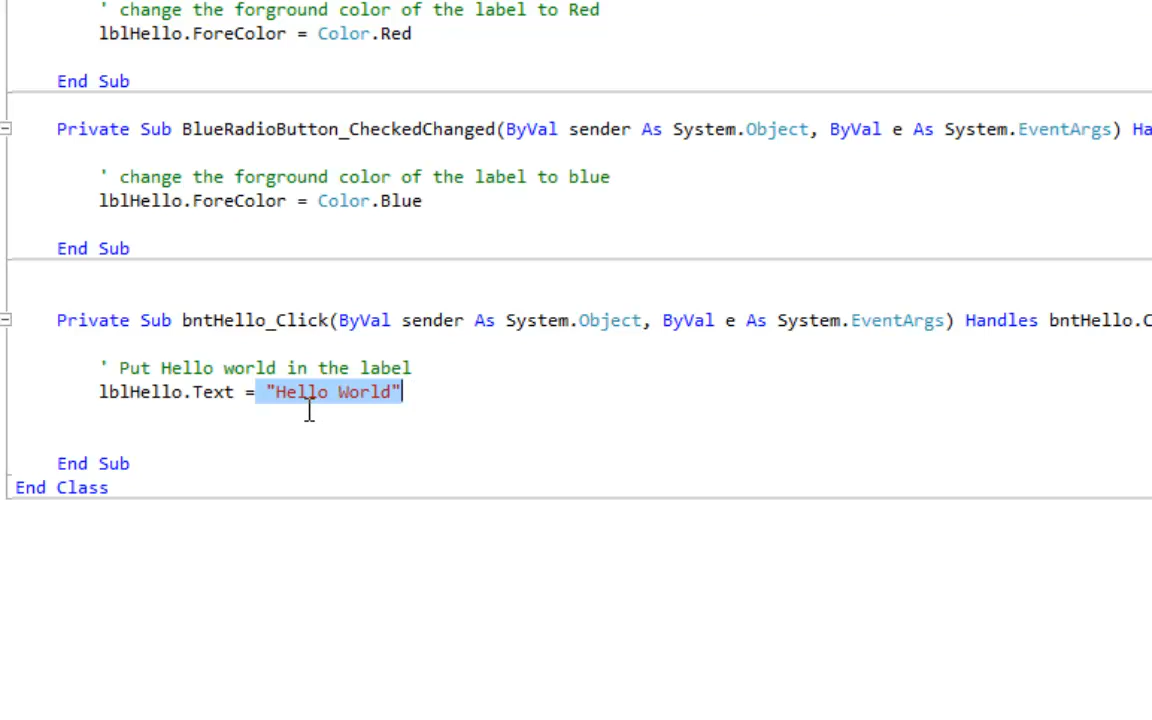 ' change the forground color of the label to Red
lblHello.ForeColor = Color.Red
End Sub
Private Sub BlueRadioButton_CheckedChanged(ByVal sender As System.Object, ByVal e As System.EventArgs) Ha
' change the forground color of the label to blue
lblHello.ForeColor = Color.Blue
End Sub
Private Sub bntHello_Click(ByVal sender As System.Object, ByVal e As System.EventArgs) Handles bntHello.C
' Put Hello world in the label
lblHello.Text = "Hello World"
End Sub
End Class